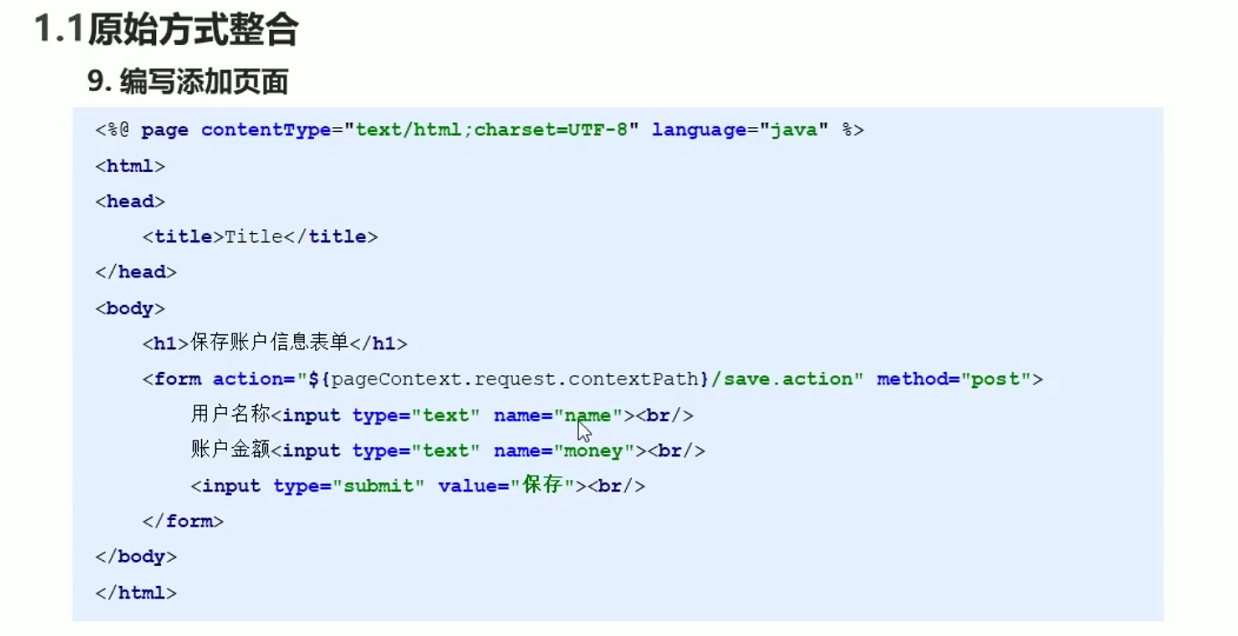 1.1原始方式整合
9. 编写添加页面
<%@ page contentType="text/html;charset=UTF-8" language="java" %>
<html>
<head>
    <title>Title</title>
</head>
<body>
    <h1>保存账户信息表单</h1>
    <form action="${pageContext.request.contextPath}/save.action" method="post">
        用户名称<input type="text" name="name"><br/>
        账户金额<input type="text" name="money"><br/>
        <input type="submit" value="保存"><br/>
    </form>
</body>
</html>